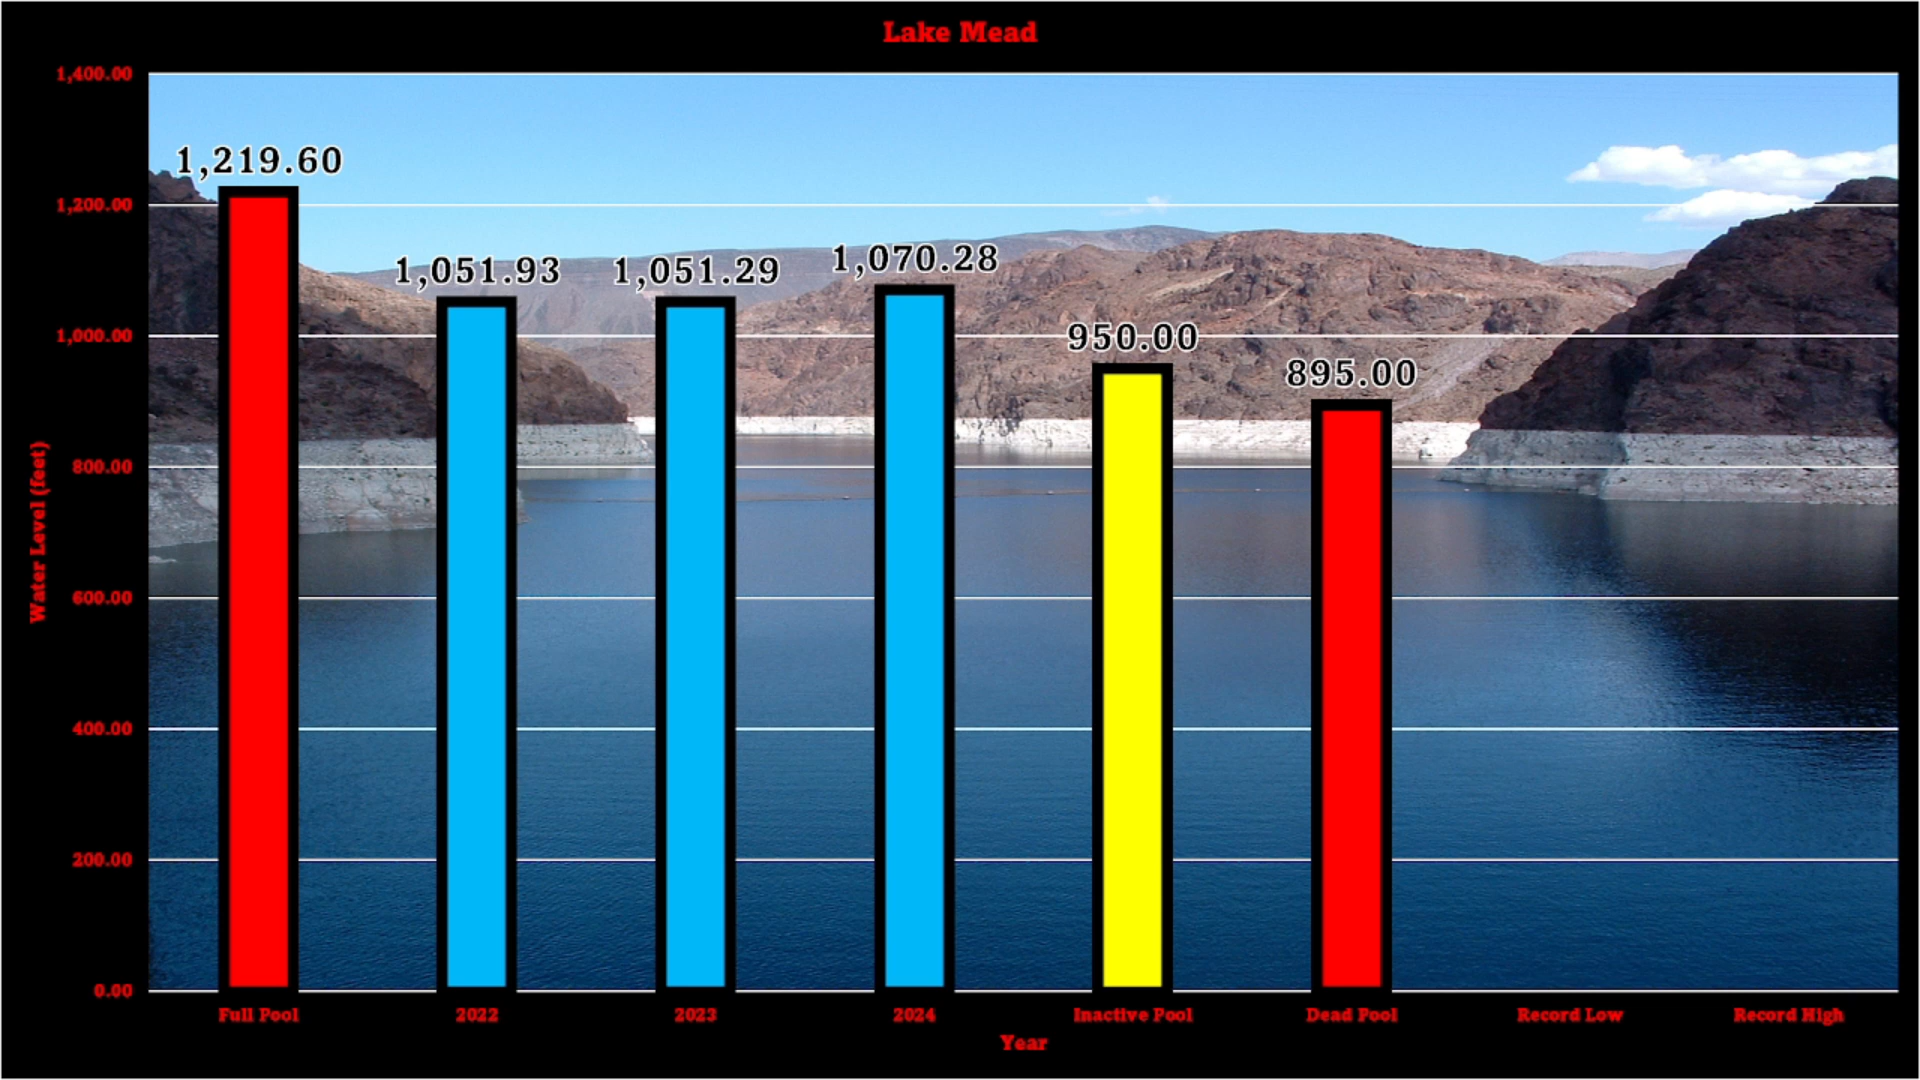 Lake Mead
1,400.00
1,200.00
1,000.00
800.00
600.00
400.00
200.00
0.00
Water Level (feet)
1,219.60
1,051.93
1,051.29
1,070.28
950.00
895.00
Full Pool
2022
2023
2024
Inactive Pool
Dead Pool
Record Low
Record High
Year